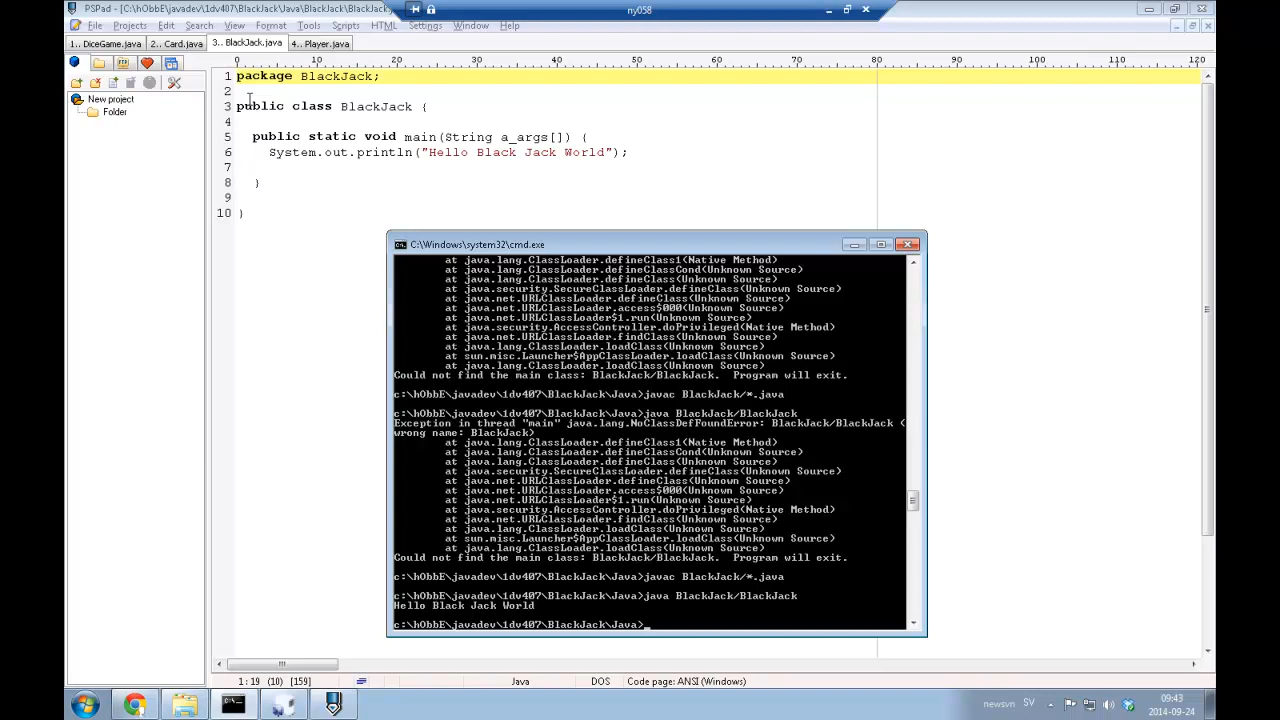 PSPad - C:\hObbE\javadev\1dv407\BlackJack\Java\BlackJack\BlackJac
ny058
File Projects Edit Search View Format Tools Scripts HTML Settings Window Help
1.. DiceGame.java 2.. Card.java 3.. BlackJack.java 4.. Player.java
0 10 20 30 40 50 60 70 80 90 100 110 120
New project
Folder
1 package BlackJack;
2
3 public class BlackJack {
4
5 public static void main(String a_args[]) {
6 System.out.println("Hello Black Jack World");
7
8 }
9
10 }
C:\Windows\system32\cmd.exe
at java.lang.ClassLoader.defineClass1(Native Method)
at java.lang.ClassLoader.defineClassCond(Unknown Source)
at java.lang.ClassLoader.defineClass(Unknown Source)
at java.security.SecureClassLoader.defineClass(Unknown Source)
at java.net.URLClassLoader.defineClass(Unknown Source)
at java.net.URLClassLoader.access$000(Unknown Source)
at java.net.URLClassLoader$1.run(Unknown Source)
at java.security.AccessController.doPrivileged(Native Method)
at java.net.URLClassLoader.findClass(Unknown Source)
at java.lang.ClassLoader.loadClass(Unknown Source)
at sun.misc.Launcher$AppClassLoader.loadClass(Unknown Source)
at java.lang.ClassLoader.loadClass(Unknown Source)
Could not find the main class: BlackJack/BlackJack. Program will exit.
c:\hObbE\javadev\1dv407\BlackJack\Java>javac BlackJack/*.java
c:\hObbE\javadev\1dv407\BlackJack\Java>java BlackJack/BlackJack
Exception in thread "main" java.lang.NoClassDefFoundError: BlackJack/BlackJack (
wrong name: BlackJack)
at java.lang.ClassLoader.defineClass1(Native Method)
at java.lang.ClassLoader.defineClassCond(Unknown Source)
at java.lang.ClassLoader.defineClass(Unknown Source)
at java.security.SecureClassLoader.defineClass(Unknown Source)
at java.net.URLClassLoader.defineClass(Unknown Source)
at java.net.URLClassLoader.access$000(Unknown Source)
at java.net.URLClassLoader$1.run(Unknown Source)
at java.security.AccessController.doPrivileged(Native Method)
at java.net.URLClassLoader.findClass(Unknown Source)
at java.lang.ClassLoader.loadClass(Unknown Source)
at sun.misc.Launcher$AppClassLoader.loadClass(Unknown Source)
at java.lang.ClassLoader.loadClass(Unknown Source)
Could not find the main class: BlackJack/BlackJack. Program will exit.
c:\hObbE\javadev\1dv407\BlackJack\Java>javac BlackJack/*.java
c:\hObbE\javadev\1dv407\BlackJack\Java>java BlackJack/BlackJack
Hello Black Jack World
c:\hObbE\javadev\1dv407\BlackJack\Java>_
1 : 19 (10) [159] Java DOS Code page: ANSI (Windows)
newsvn SV 09:43
2014-09-24